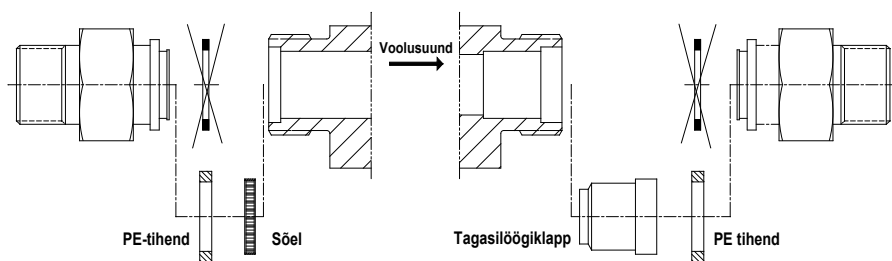 Voolusuund
PE-tihend
Sõel
Tagasilöögiklapp
PE tihend